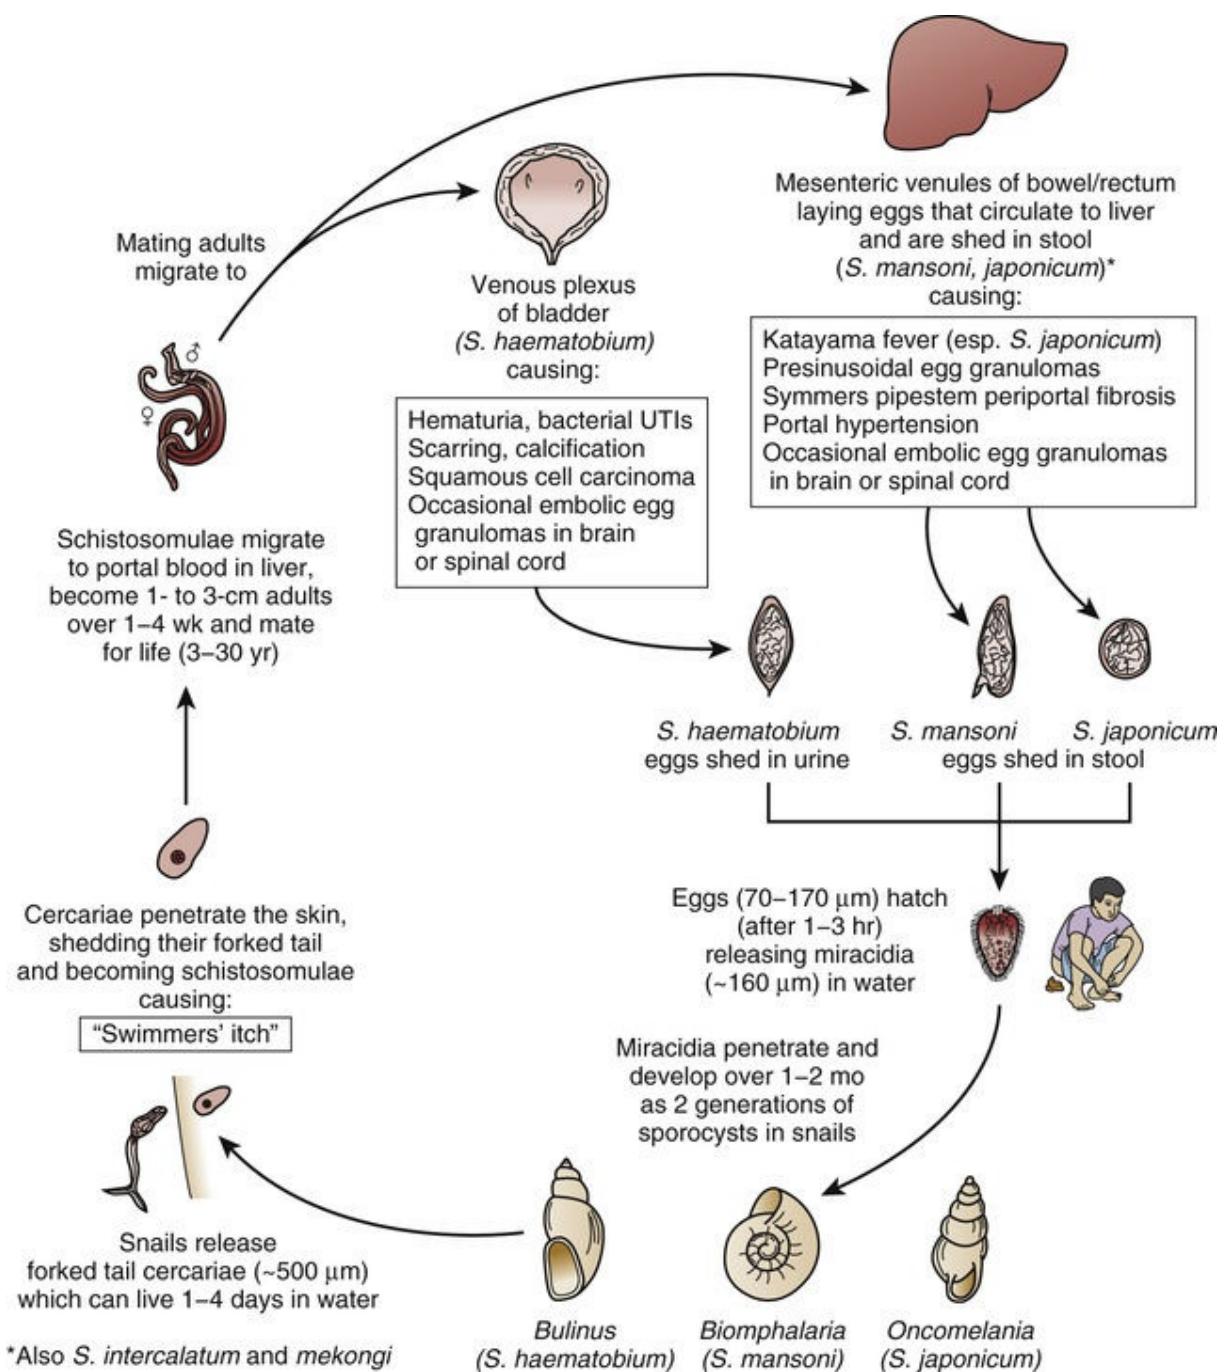 Mating adults
migrate to
♂
♀
Venous plexus
of bladder
(S. haematobium)
causing:
Hematuria, bacterial UTIs
Scarring, calcification
Squamous cell carcinoma
Occasional embolic egg
granulomas in brain
or spinal cord
Mesenteric venules of bowel/rectum
laying eggs that circulate to liver
and are shed in stool
(S. mansoni, japonicum)*
causing:
Katayama fever (esp. S. japonicum)
Presinusoidal egg granulomas
Symmers pipestem periportal fibrosis
Portal hypertension
Occasional embolic egg granulomas
in brain or spinal cord
S. haematobium
eggs shed in urine
S. mansoni S. japonicum
eggs shed in stool
Eggs (70–170 μm) hatch
(after 1–3 hr)
releasing miracidia
(~160 μm) in water
Miracidia penetrate and
develop over 1–2 mo
as 2 generations of
sporocysts in snails
Bulinus
(S. haematobium)
Biomphalaria
(S. mansoni)
Oncomelania
(S. japonicum)
Snails release
forked tail cercariae (~500 μm)
which can live 1–4 days in water
Cercariae penetrate the skin,
shedding their forked tail
and becoming schistosomulae
causing:
“Swimmers’ itch”
Schistosomulae migrate
to portal blood in liver,
become 1- to 3-cm adults
over 1–4 wk and mate
for life (3–30 yr)
*Also S. intercalatum and mekongi